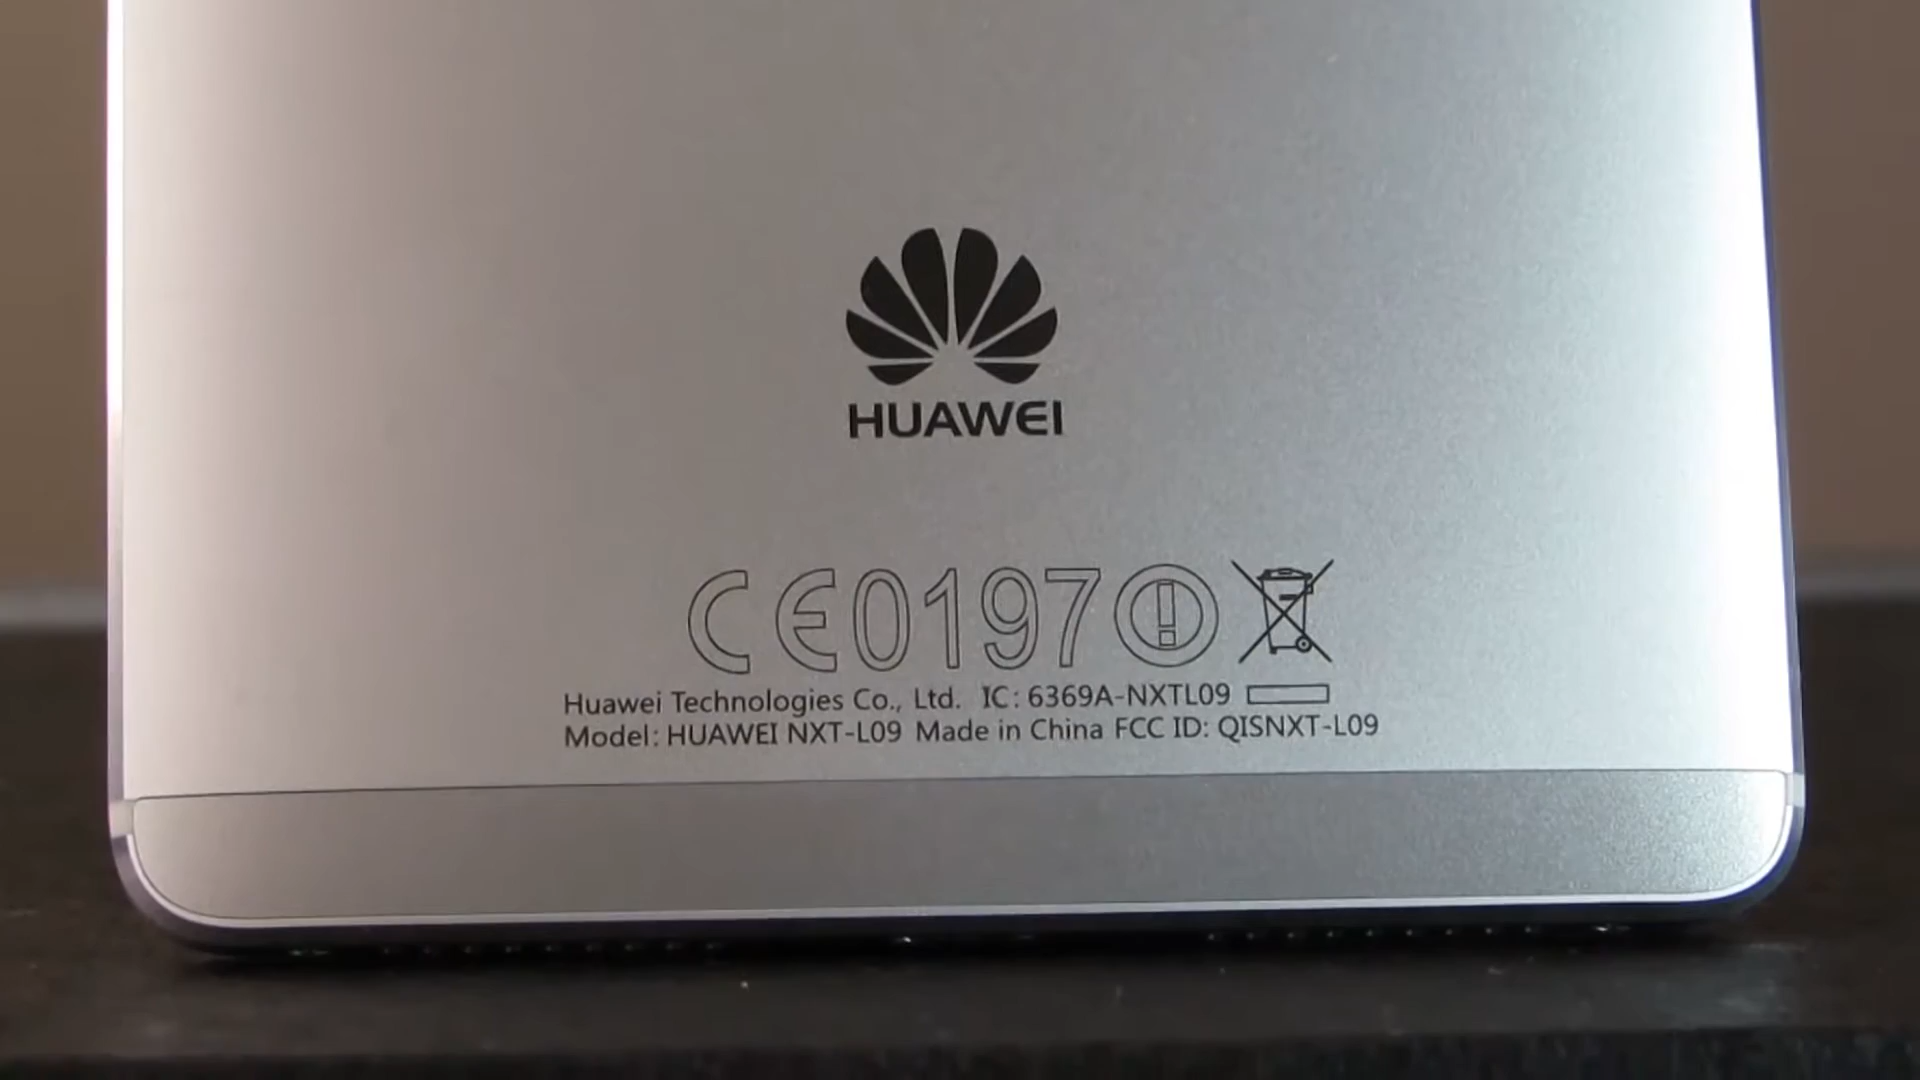 HUAWEI
CE0197
Huawei Technologies Co., Ltd. IC: 6369A-NXTL09
Model: HUAWEI NXT-L09 Made in China FCC ID: QISNXT-L09